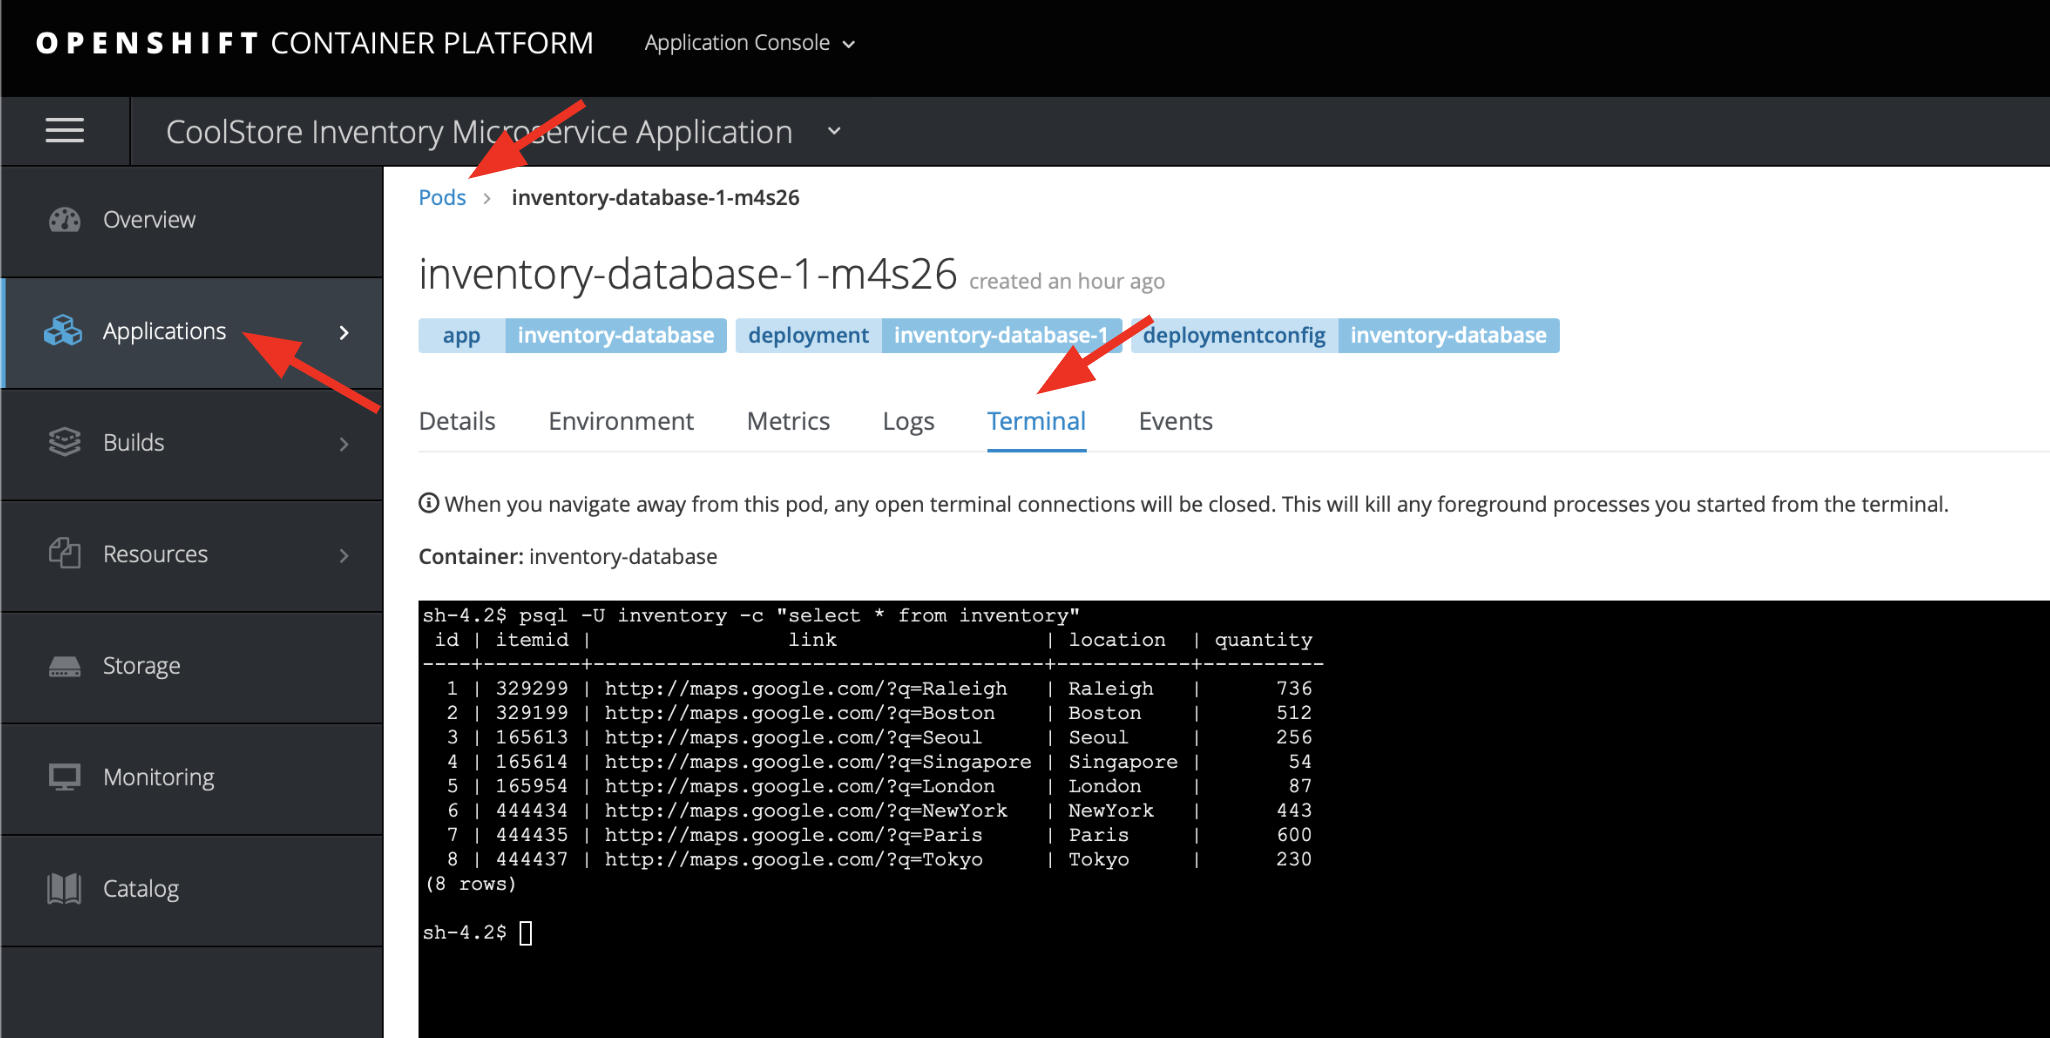 OPENSHIFT CONTAINER PLATFORM Application Console
CoolStore Inventory Microservice Application
Overview
Applications
Builds
Resources
Storage
Monitoring
Catalog
Pods > inventory-database-1-m4s26
inventory-database-1-m4s26 created an hour ago
app inventory-database deployment inventory-database-1 deploymentconfig inventory-database
Details Environment Metrics Logs Terminal Events
When you navigate away from this pod, any open terminal connections will be closed. This will kill any foreground processes you started from the terminal.
Container: inventory-database
sh-4.2$ psql -U inventory -c "select * from inventory"
 id | itemid |                link                 | location  | quantity
----+--------+-------------------------------------+-----------+----------
  1 | 329299 | http://maps.google.com/?q=Raleigh   | Raleigh   |      736
  2 | 329199 | http://maps.google.com/?q=Boston    | Boston    |      512
  3 | 165613 | http://maps.google.com/?q=Seoul     | Seoul     |      256
  4 | 165614 | http://maps.google.com/?q=Singapore | Singapore |       54
  5 | 165954 | http://maps.google.com/?q=London    | London    |       87
  6 | 444434 | http://maps.google.com/?q=NewYork   | NewYork   |      443
  7 | 444435 | http://maps.google.com/?q=Paris     | Paris     |      600
  8 | 444437 | http://maps.google.com/?q=Tokyo     | Tokyo     |      230
(8 rows)
sh-4.2$